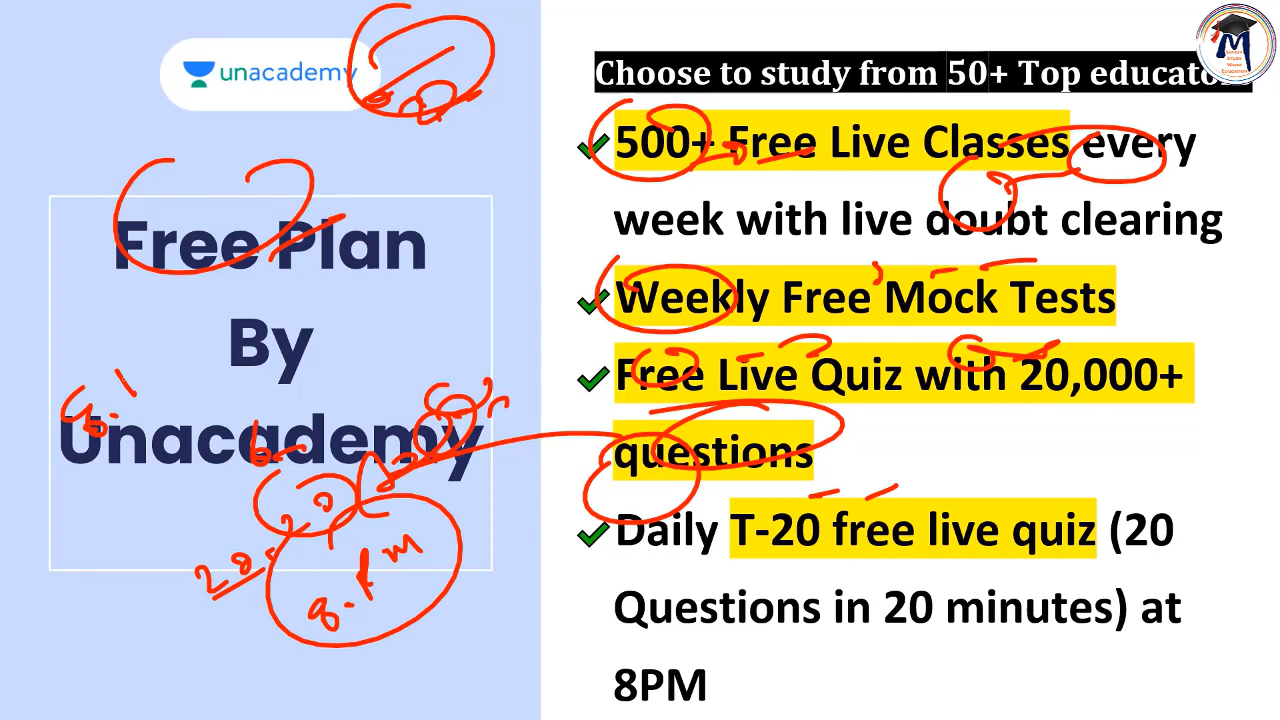 unacademy
Free Plan
By
Unacademy
8.pm
Choose to study from 50+ Top educators
500+ Free Live Classes every
week with live doubt clearing
Weekly Free Mock Tests
Free Live Quiz with 20,000+
questions
Daily T-20 free live quiz (20
Questions in 20 minutes) at
8PM
M